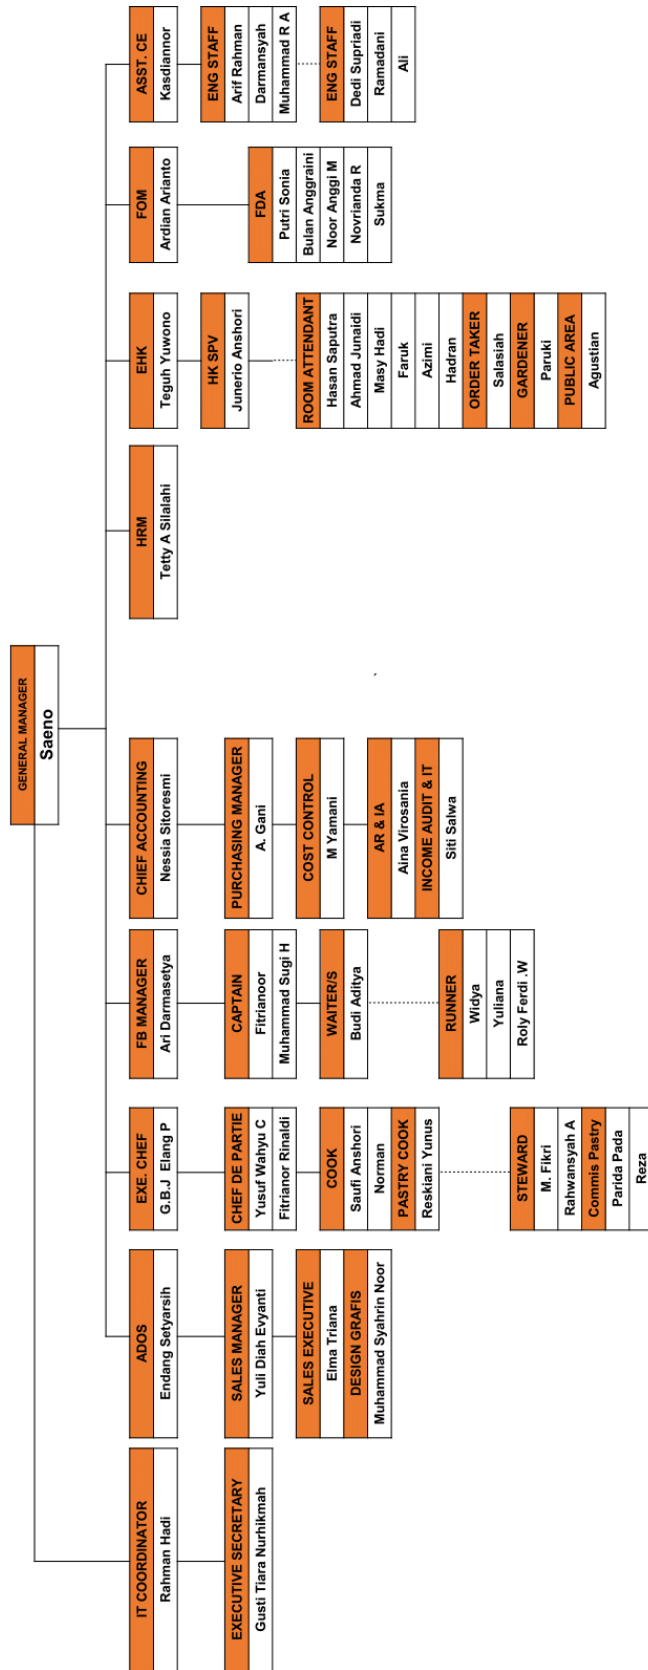 GENERAL MANAGER
Saeno
IT COORDINATOR
Rahman Hadi
EXECUTIVE SECRETARY
Gusti Tiara Nurhikmah
ADOS
Endang Setyarsih
SALES MANAGER
Yuli Diah Evyanti
SALES EXECUTIVE
Elma Triana
DESIGN GRAFIS
Muhammad Syahrin Noor
EXE. CHEF
G.B.J Elang P
CHEF DE PARTIE
Yusuf Wahyu C
Fitrianor Rinaldi
COOK
Saufi Anshori
Norman
PASTRY COOK
Reskiani Yunus
STEWARD
M. Fikri
Rahwansyah A
Commis Pastry
Parida Pada
Reza
FB MANAGER
Ari Darmasetya
CAPTAIN
Fitrianoor
Muhammad Sugi H
WAITER/S
Budi Aditya
RUNNER
Widya
Yuliana
Roly Ferdi .W
CHIEF ACCOUNTING
Nessia Sitoresmi
PURCHASING MANAGER
A. Gani
COST CONTROL
M Yamani
AR & IA
Aina Virosania
INCOME AUDIT & IT
Siti Salwa
HRM
Tetty A Silalahi
EHK
Teguh Yuwono
HK SPV
Junerio Anshori
ROOM ATTENDANT
Hasan Saputra
Ahmad Junaidi
Masy Hadi
Faruk
Azimi
Hadran
ORDER TAKER
Salasiah
GARDENER
Paruki
PUBLIC AREA
Agustian
FOM
Ardian Arianto
FDA
Putri Sonia
Bulan Anggraini
Noor Anggi M
Novrianda R
Sukma
ASST. CE
Kasdiannor
ENG STAFF
Arif Rahman
Darmansyah
Muhammad R A
ENG STAFF
Dedi Supriadi
Ramadani
Ali